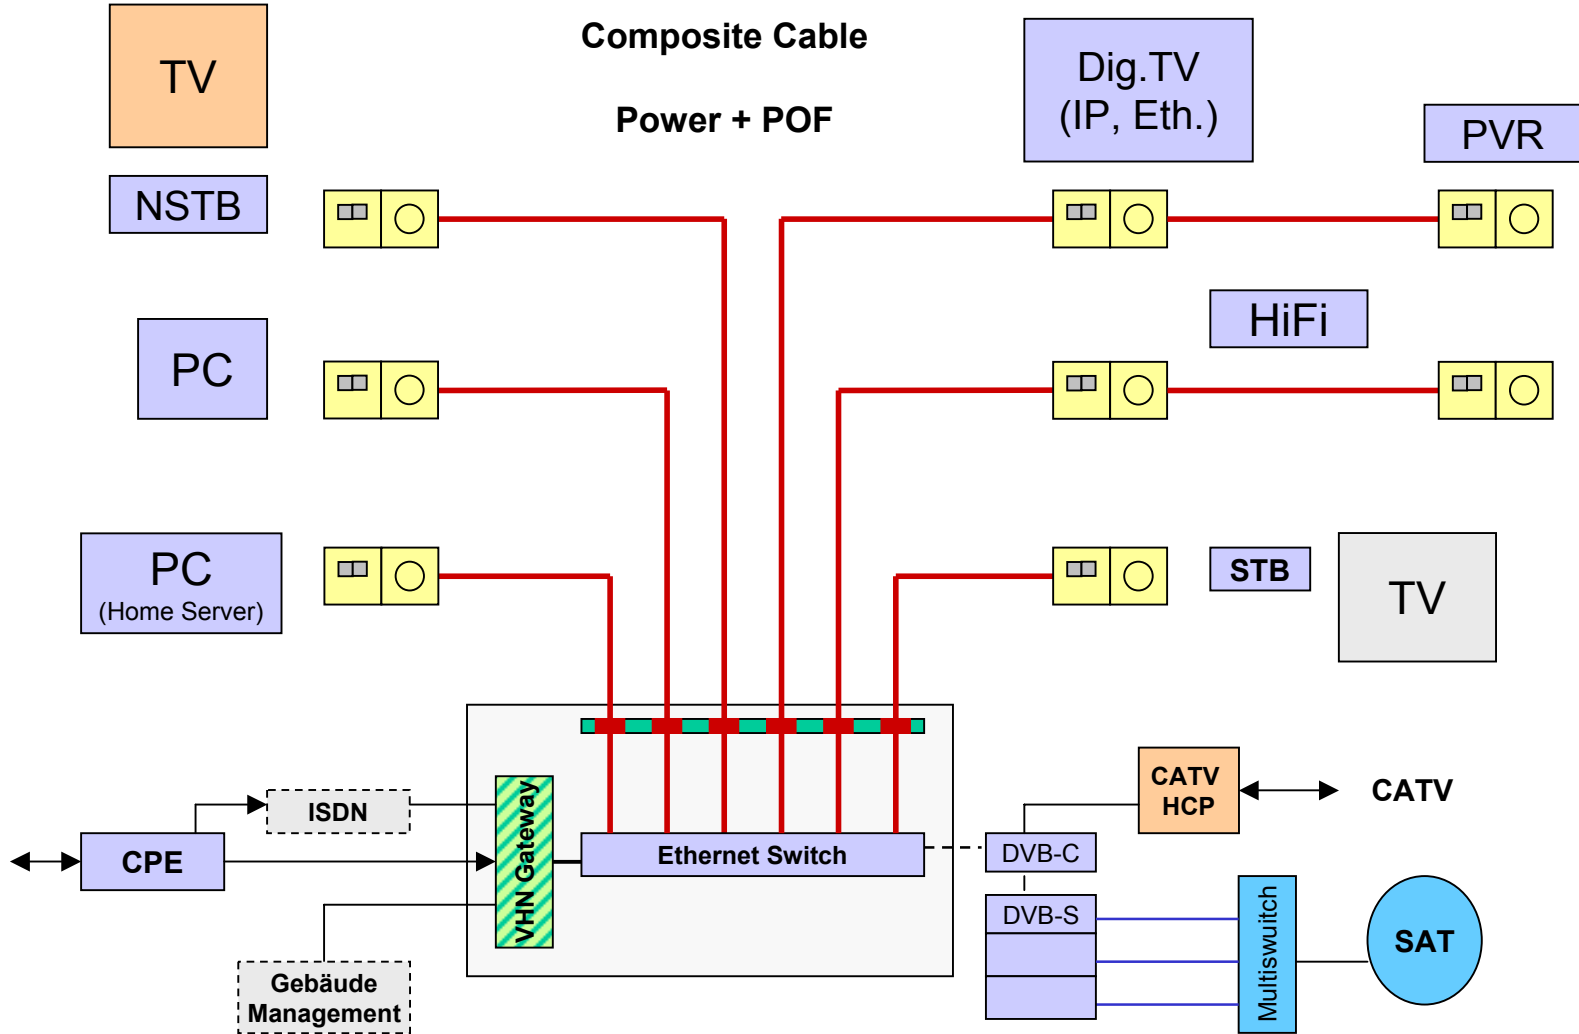 Composite Cable
Power + POF
TV
Dig.TV
(IP, Eth.)
PVR
NSTB
HiFi
PC
PC
(Home Server)
STB
TV
ISDN
CPE
VHN Gateway
Ethernet Switch
CATV
HCP
CATV
DVB-C
DVB-S
Multiswuitch
SAT
Gebäude
Management